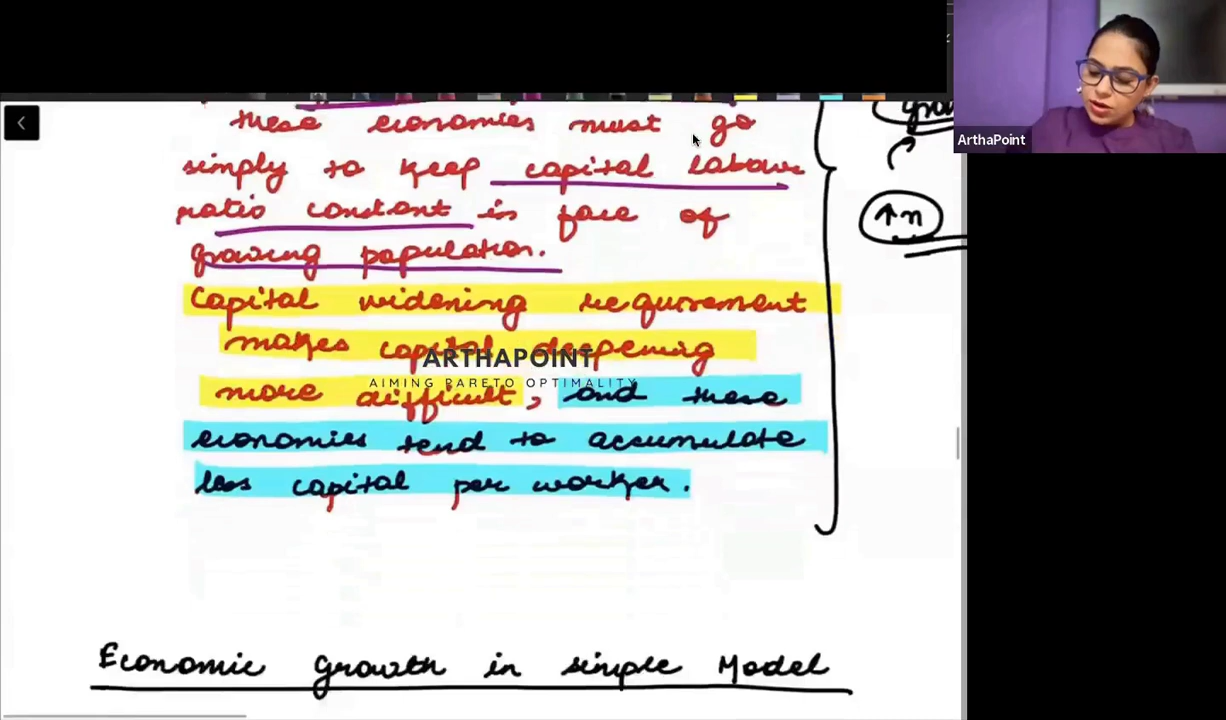 these economies must go
simply to keep capital labour
ratio constant in face of
growing population.
Capital widening requirement
makes capital deepening
more difficult, and these
economies tend to accumulate
less capital per worker.
ARTHAPOINT
AIMING PARETO OPTIMALITY
Economic Growth in simple Model
↑n
ArthaPoint